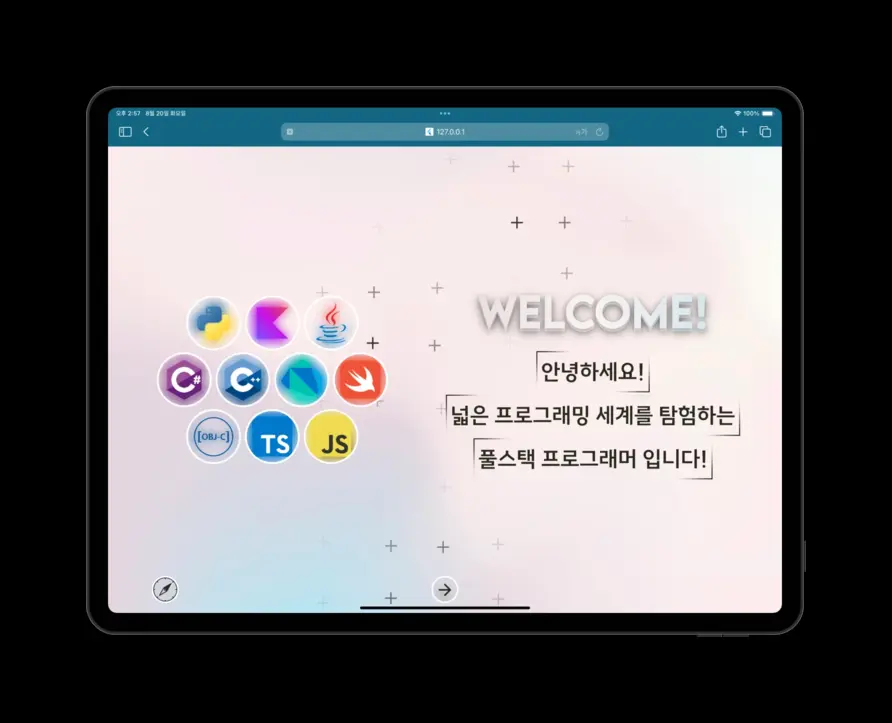 오후 2:57 8월 20일 화요일
100%
127.0.0.1
WELCOME!
안녕하세요!
넓은 프로그래밍 세계를 탐험하는
풀스택 프로그래머 입니다!
C#
C++
[OBJ-C]
TS
JS